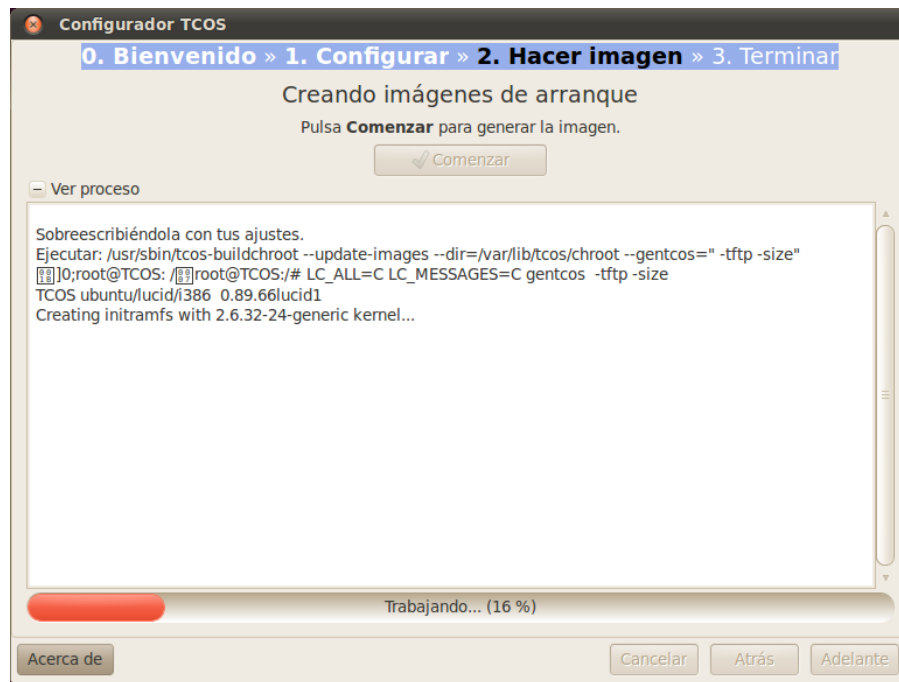 Configurador TCOS
0. Bienvenido » 1. Configurar » 2. Hacer imagen » 3. Terminar
Creando imágenes de arranque
Pulsa Comenzar para generar la imagen.
Comenzar
Ver proceso
Sobreescribiéndola con tus ajustes.
Ejecutar: /usr/sbin/tcos-buildchroot --update-images --dir=/var/lib/tcos/chroot --gentcos=" -tftp -size"
]0;root@TCOS: /root@TCOS:/# LC_ALL=C LC_MESSAGES=C gentcos  -tftp -size
TCOS ubuntu/lucid/i386  0.89.66lucid1
Creating initramfs with 2.6.32-24-generic kernel...
Trabajando... (16 %)
Acerca de
Cancelar
Atrás
Adelante